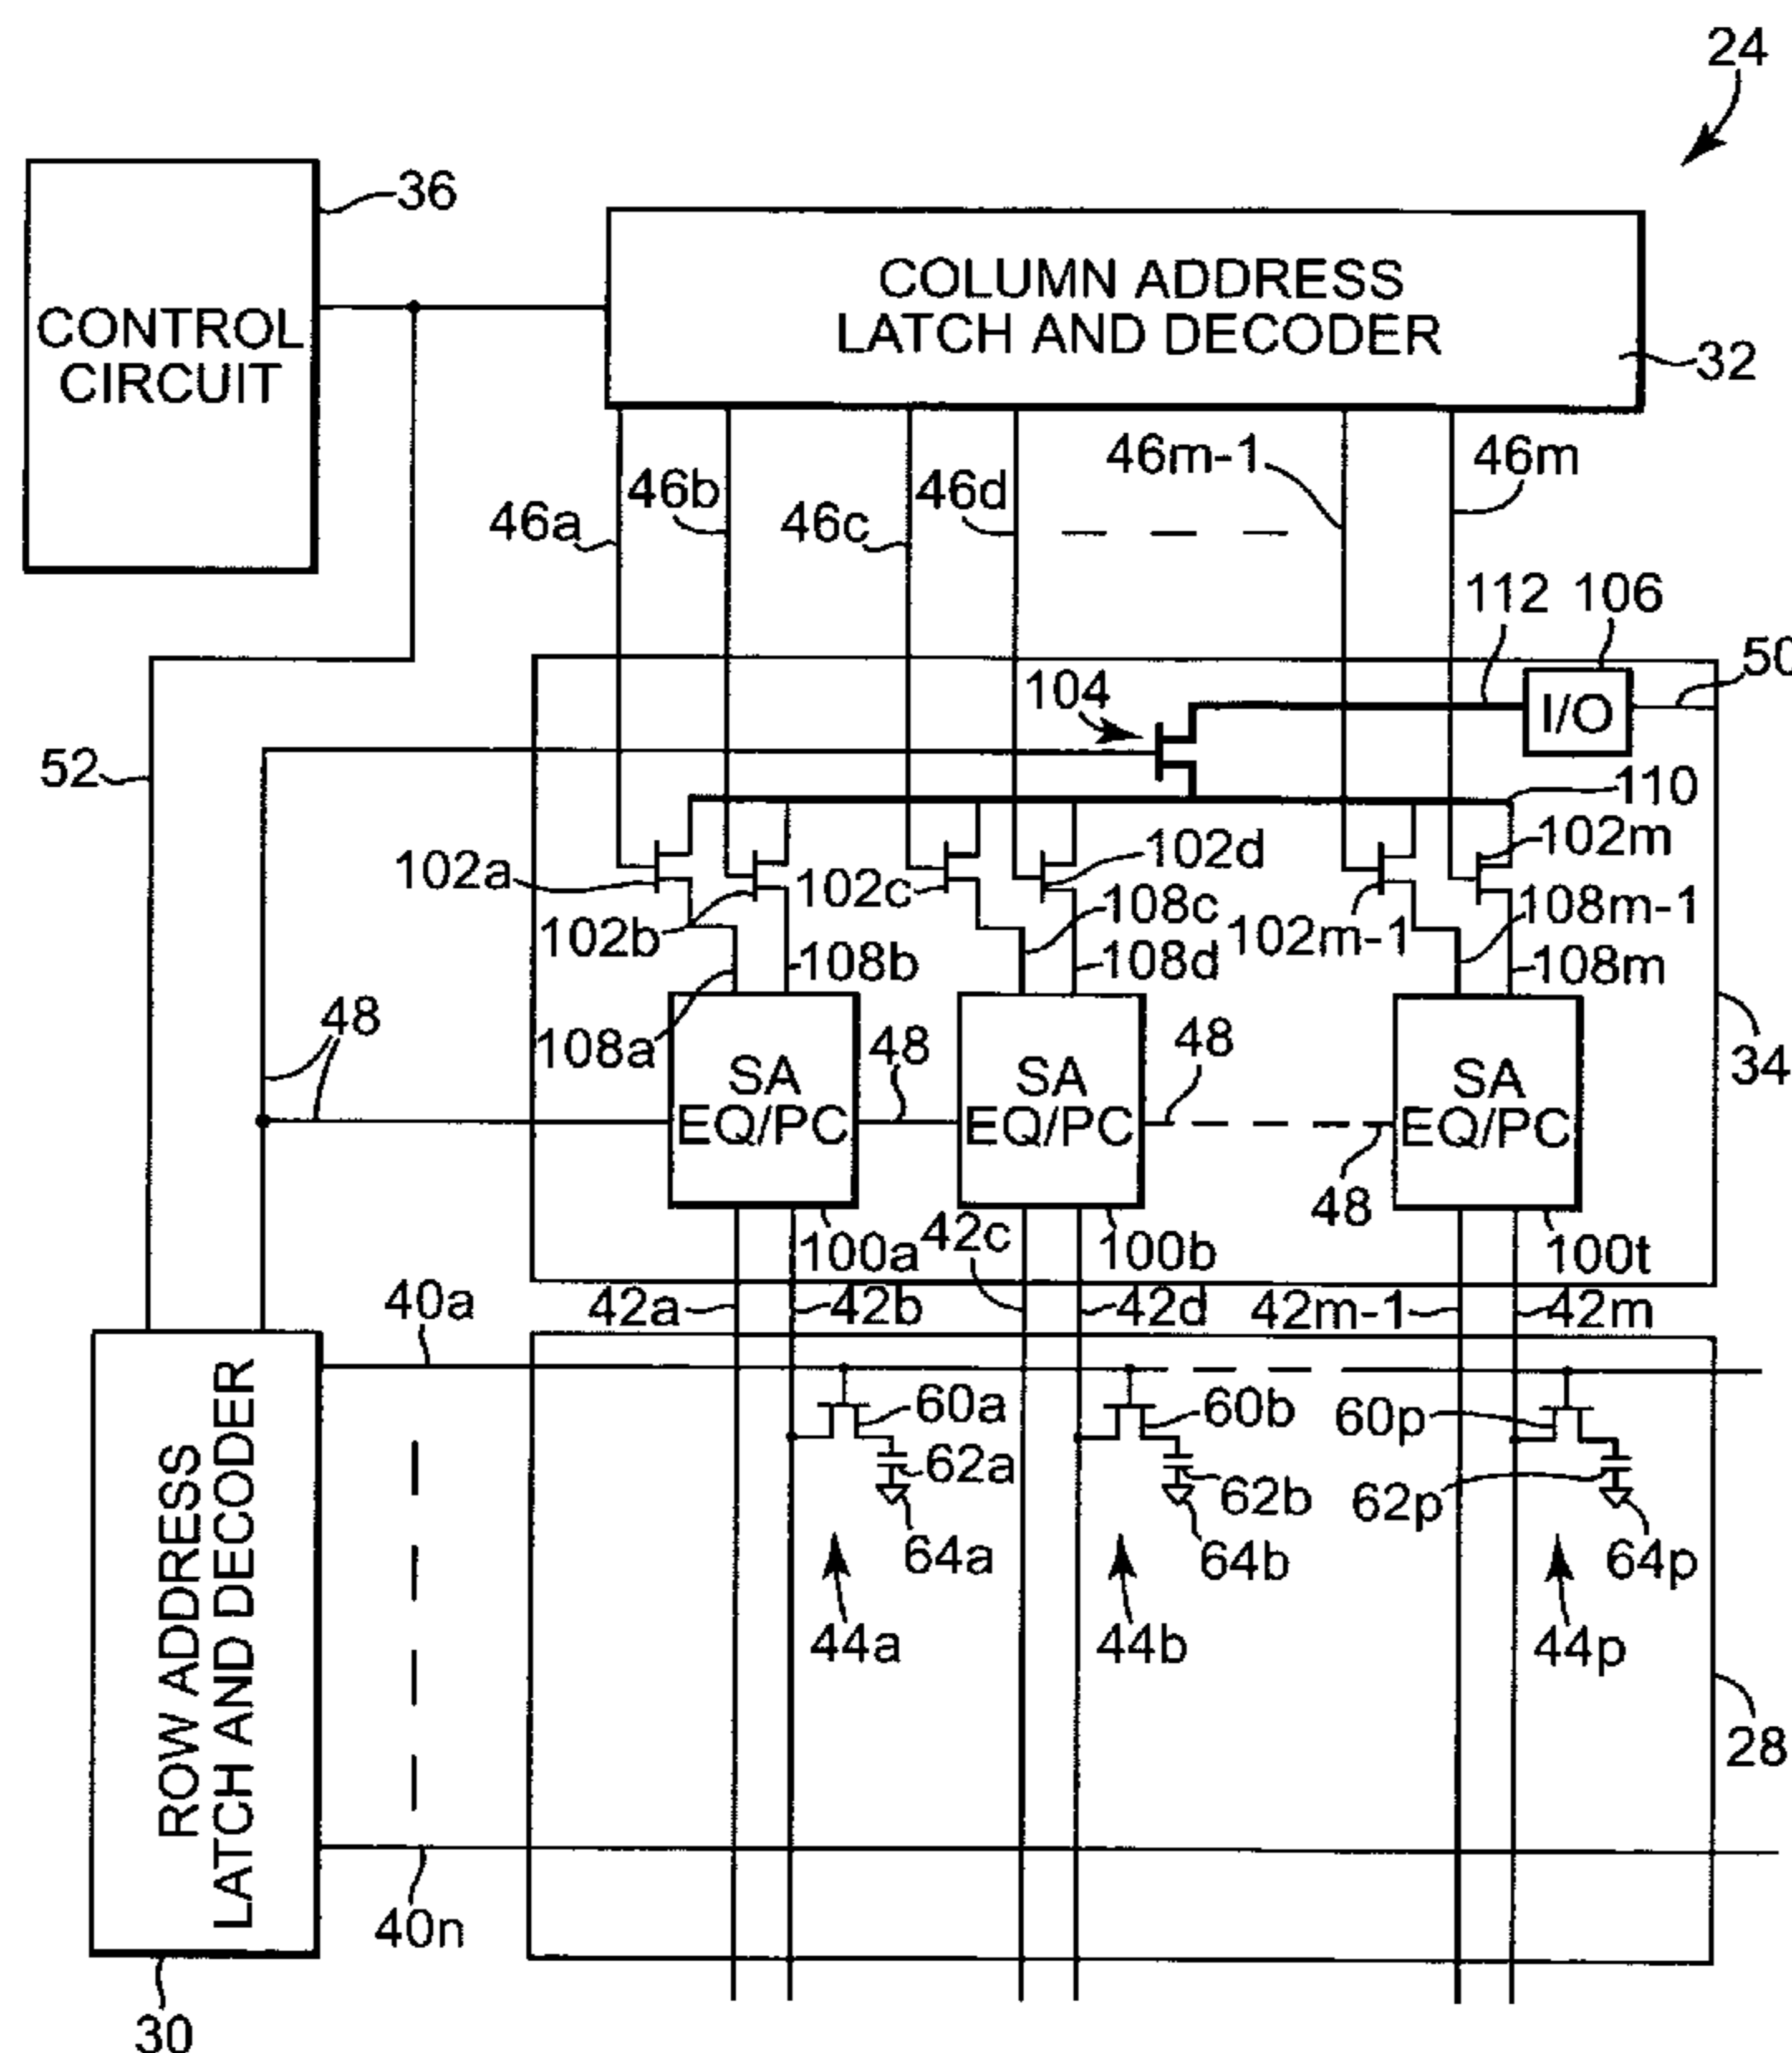 24
36
CONTROL
CIRCUIT
COLUMN ADDRESS
LATCH AND DECODER
32
46a
46b
46c
46d
46m-1
46m
112
106
50
104
I/O
52
110
102a
102b
102c
102d
102m-1
102m
108a
108b
108c
108d
108m-1
108m
48
48
48
48
SA
EQ/PC
SA
EQ/PC
SA
EQ/PC
34
100a
100b
100t
42a
42b
42c
42d
42m-1
42m
40a
ROW ADDRESS
LATCH AND DECODER
60a
60b
60p
62a
62b
62p
64a
64b
64p
44a
44b
44p
28
40n
30